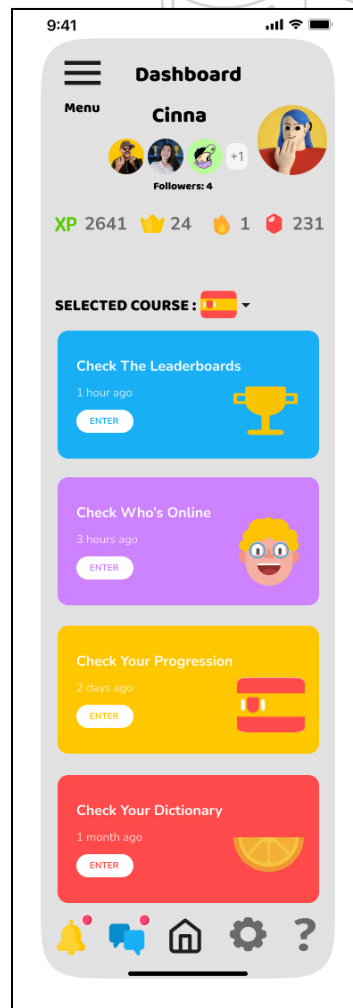 9:41
Dashboard
Menu
Cinna
+1
Followers: 4
XP 2641 24 1 231
SELECTED COURSE :
Check The Leaderboards
1 hour ago
ENTER
Check Who's Online
3 hours ago
ENTER
Check Your Progression
2 days ago
ENTER
Check Your Dictionary
1 month ago
ENTER
?